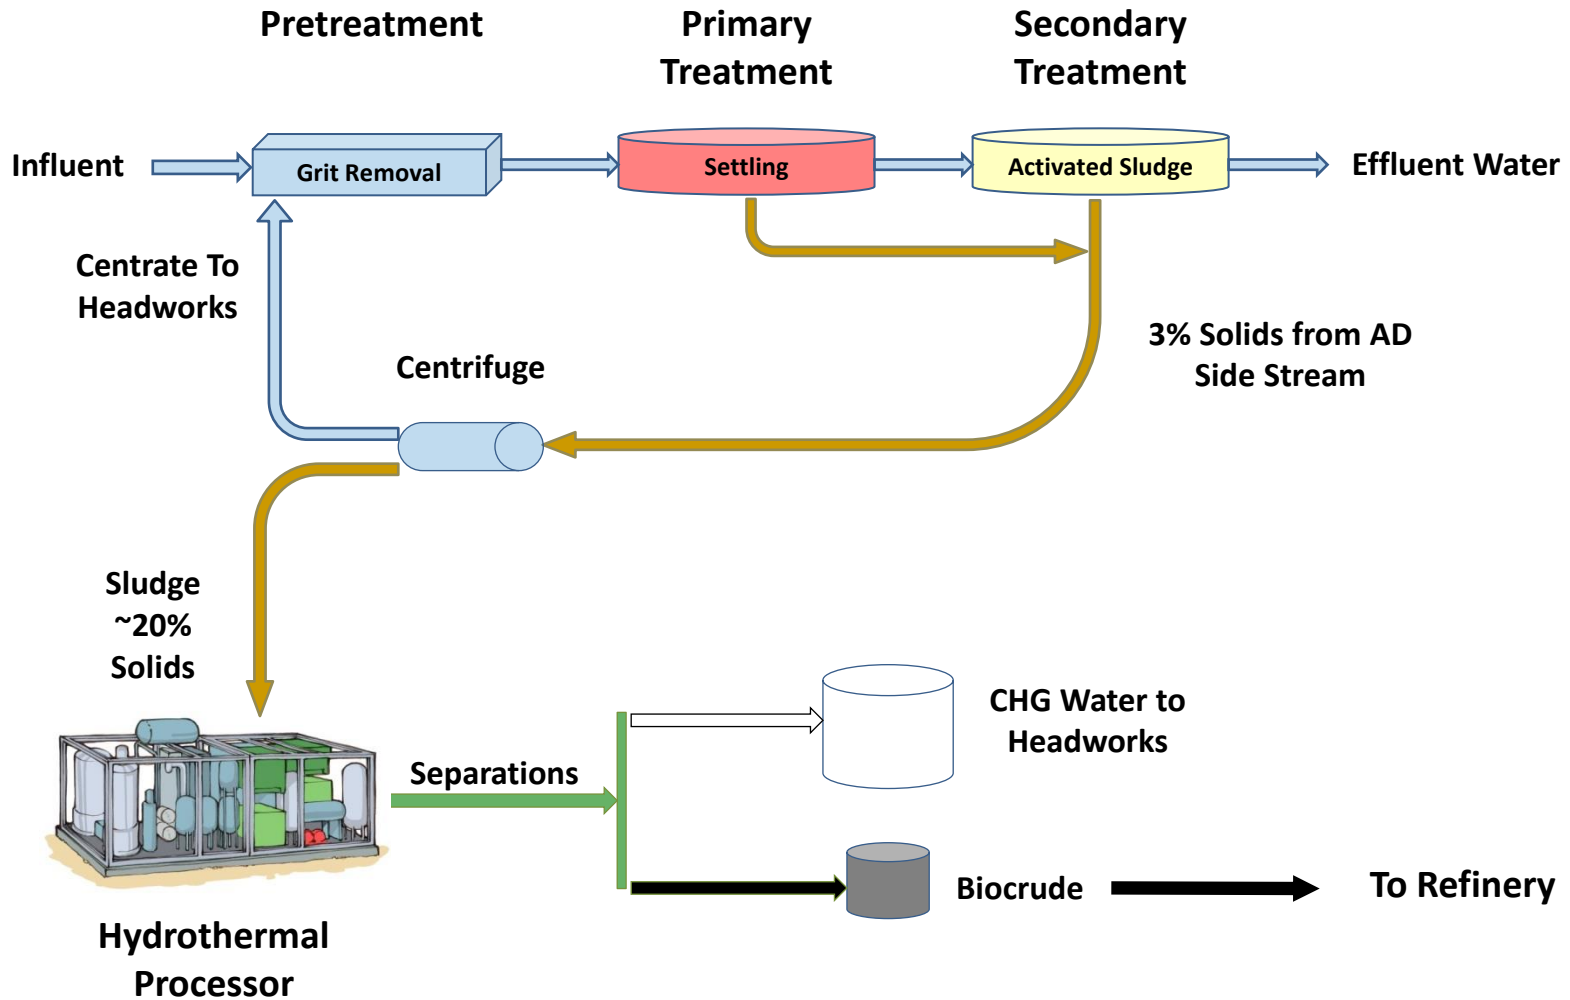 Pretreatment
Primary
Treatment
Secondary
Treatment
Influent
Grit Removal
Settling
Activated Sludge
Effluent Water
Centrate To
Headworks
Centrifuge
3% Solids from AD
Side Stream
Sludge
~20%
Solids
Separations
CHG Water to
Headworks
Biocrude
To Refinery
Hydrothermal
Processor